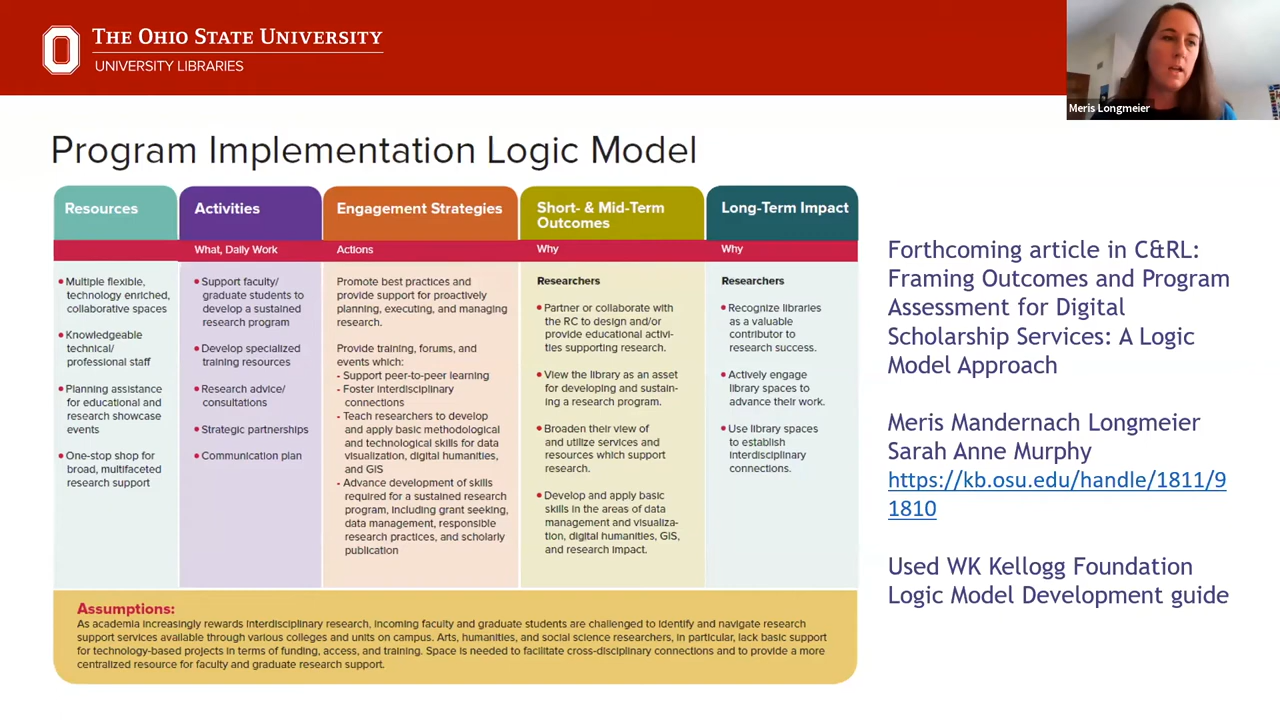 THE OHIO STATE UNIVERSITY
UNIVERSITY LIBRARIES
Meris Longmeier
Program Implementation Logic Model
Resources
Activities
Engagement Strategies
Short- & Mid-Term
Outcomes
Long-Term Impact
What, Daily Work
Actions
Why
Why
• Multiple flexible,
technology enriched,
collaborative spaces
• Knowledgeable
technical/
professional staff
• Planning assistance
for educational and
research showcase
events
• One-stop shop for
broad, multifaceted
research support
• Support faculty/
graduate students to
develop a sustained
research program
• Develop specialized
training resources
• Research advice/
consultations
• Strategic partnerships
• Communication plan
Promote best practices and
provide support for proactively
planning, executing, and managing
research.
Provide training, forums, and
events which:
- Support peer-to-peer learning
- Foster interdisciplinary
connections
- Teach researchers to develop
and apply basic methodological
and technological skills for data
visualization, digital humanities,
and GIS
- Advance development of skills
required for a sustained research
program, including grant seeking,
data management, responsible
research practices, and scholarly
publication
Researchers
• Partner or collaborate with
the RC to design and/or
provide educational activi-
ties supporting research.
• View the library as an asset
for developing and sustain-
ing a research program.
• Broaden their view of
and utilize services and
resources which support
research.
• Develop and apply basic
skills in the areas of data
management and visualiza-
tion, digital humanities, GIS,
and research impact.
Researchers
• Recognize libraries
as a valuable
contributor to
research success.
• Actively engage
library spaces to
advance their work.
• Use library spaces
to establish
interdisciplinary
connections.
Assumptions:
As academia increasingly rewards interdisciplinary research, incoming faculty and graduate students are challenged to identify and navigate research
support services available through various colleges and units on campus. Arts, humanities, and social science researchers, in particular, lack basic support
for technology-based projects in terms of funding, access, and training. Space is needed to facilitate cross-disciplinary connections and to provide a more
centralized resource for faculty and graduate research support.
Forthcoming article in C&RL:
Framing Outcomes and Program
Assessment for Digital
Scholarship Services: A Logic
Model Approach
Meris Mandernach Longmeier
Sarah Anne Murphy
https://kb.osu.edu/handle/1811/9
1810
Used WK Kellogg Foundation
Logic Model Development guide